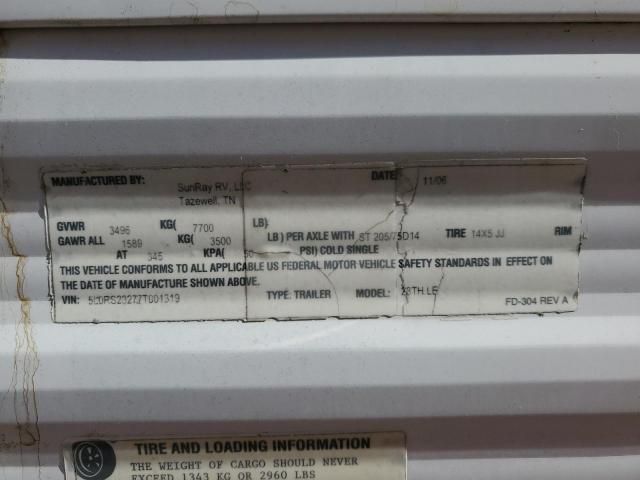 MANUFACTURED BY: SunRay RV, LLC DATE 11/06
Tazewell, TN
GVWR 3496 KG( 7700 LB)
GAWR ALL 1589 KG( 3500 LB) PER AXLE WITH ST 205/75D14 TIRE 14X5 JJ RIM
AT 345 KPA( 50 PSI) COLD SINGLE
THIS VEHICLE CONFORMS TO ALL APPLICABLE US FEDERAL MOTOR VEHICLE SAFETY STANDARDS IN EFFECT ON
THE DATE OF MANUFACTURE SHOWN ABOVE.
VIN: TYPE: TRAILER MODEL: 23TH LE
FD-304 REV A
TIRE AND LOADING INFORMATION
THE WEIGHT OF CARGO SHOULD NEVER
EXCEED 1343 KG OR 2960 LBS